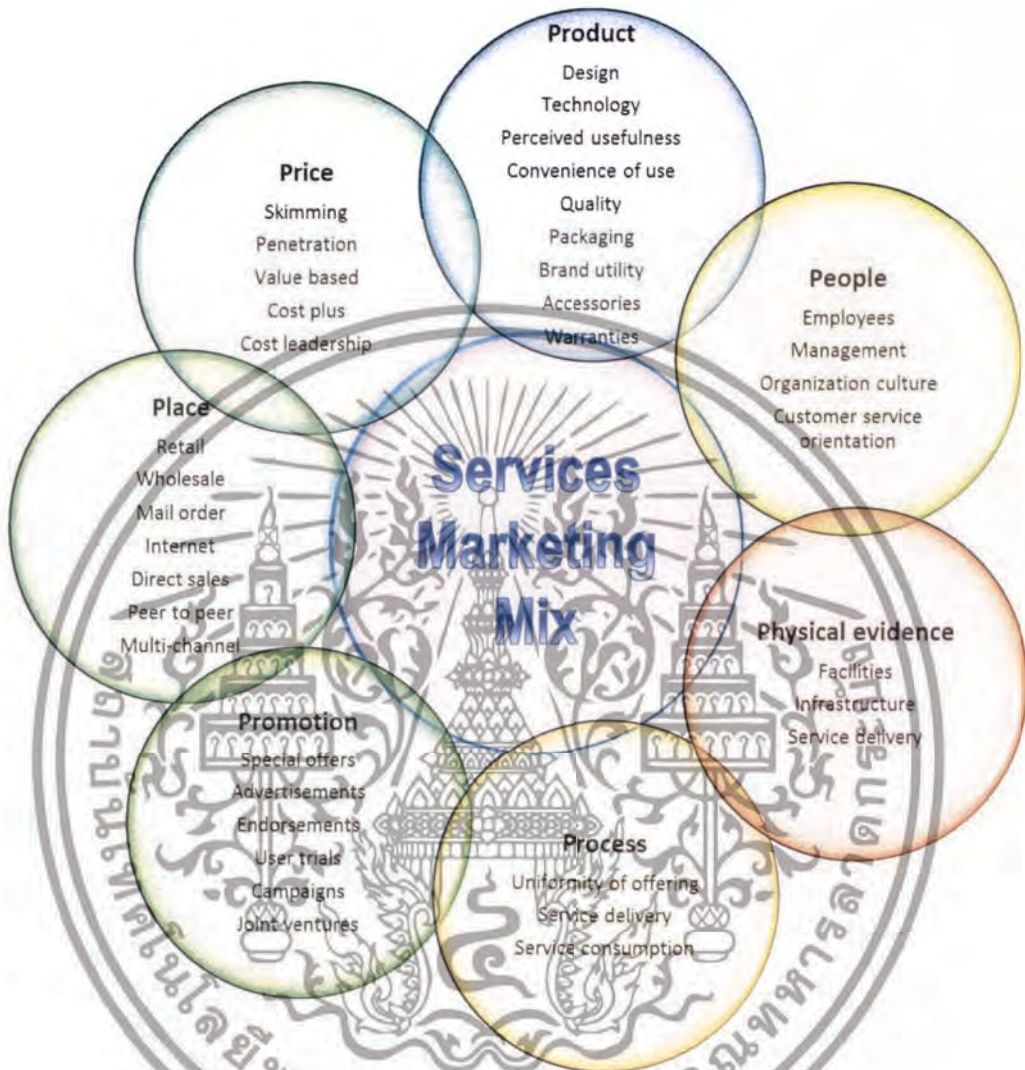 Product
Design
Technology
Perceived usefulness
Convenience of use
Quality
Packaging
Brand utility
Accessories
Warranties
Price
Skimming
Penetration
Value based
Cost plus
Cost leadership
People
Employees
Management
Organization culture
Customer service
orientation
Place
Retail
Wholesale
Mail order
Internet
Direct sales
Peer to peer
Multi-channel
Services
Marketing
Mix
Physical evidence
Facilities
Infrastructure
Service delivery
Promotion
Special offers
Advertisements
Endorsements
User trials
Campaigns
Joint ventures
Process
Uniformity of offering
Service delivery
Service consumption